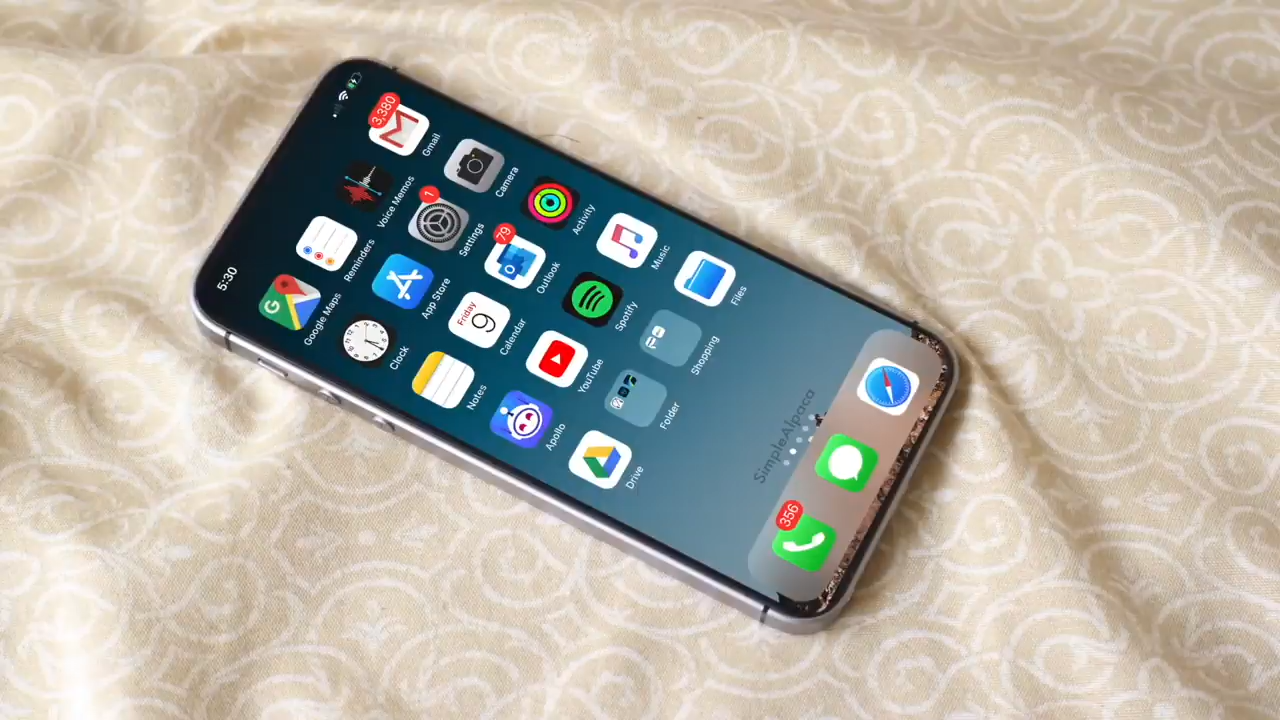 5:30
3,380
Google Maps
Reminders
Voice Memos
Gmail
1
Clock
App Store
Settings
Camera
Friday
9
79
Notes
Calendar
Outlook
Activity
Apollo
YouTube
Spotify
Music
Drive
Folder
Shopping
Files
SimpleAlpaca
356